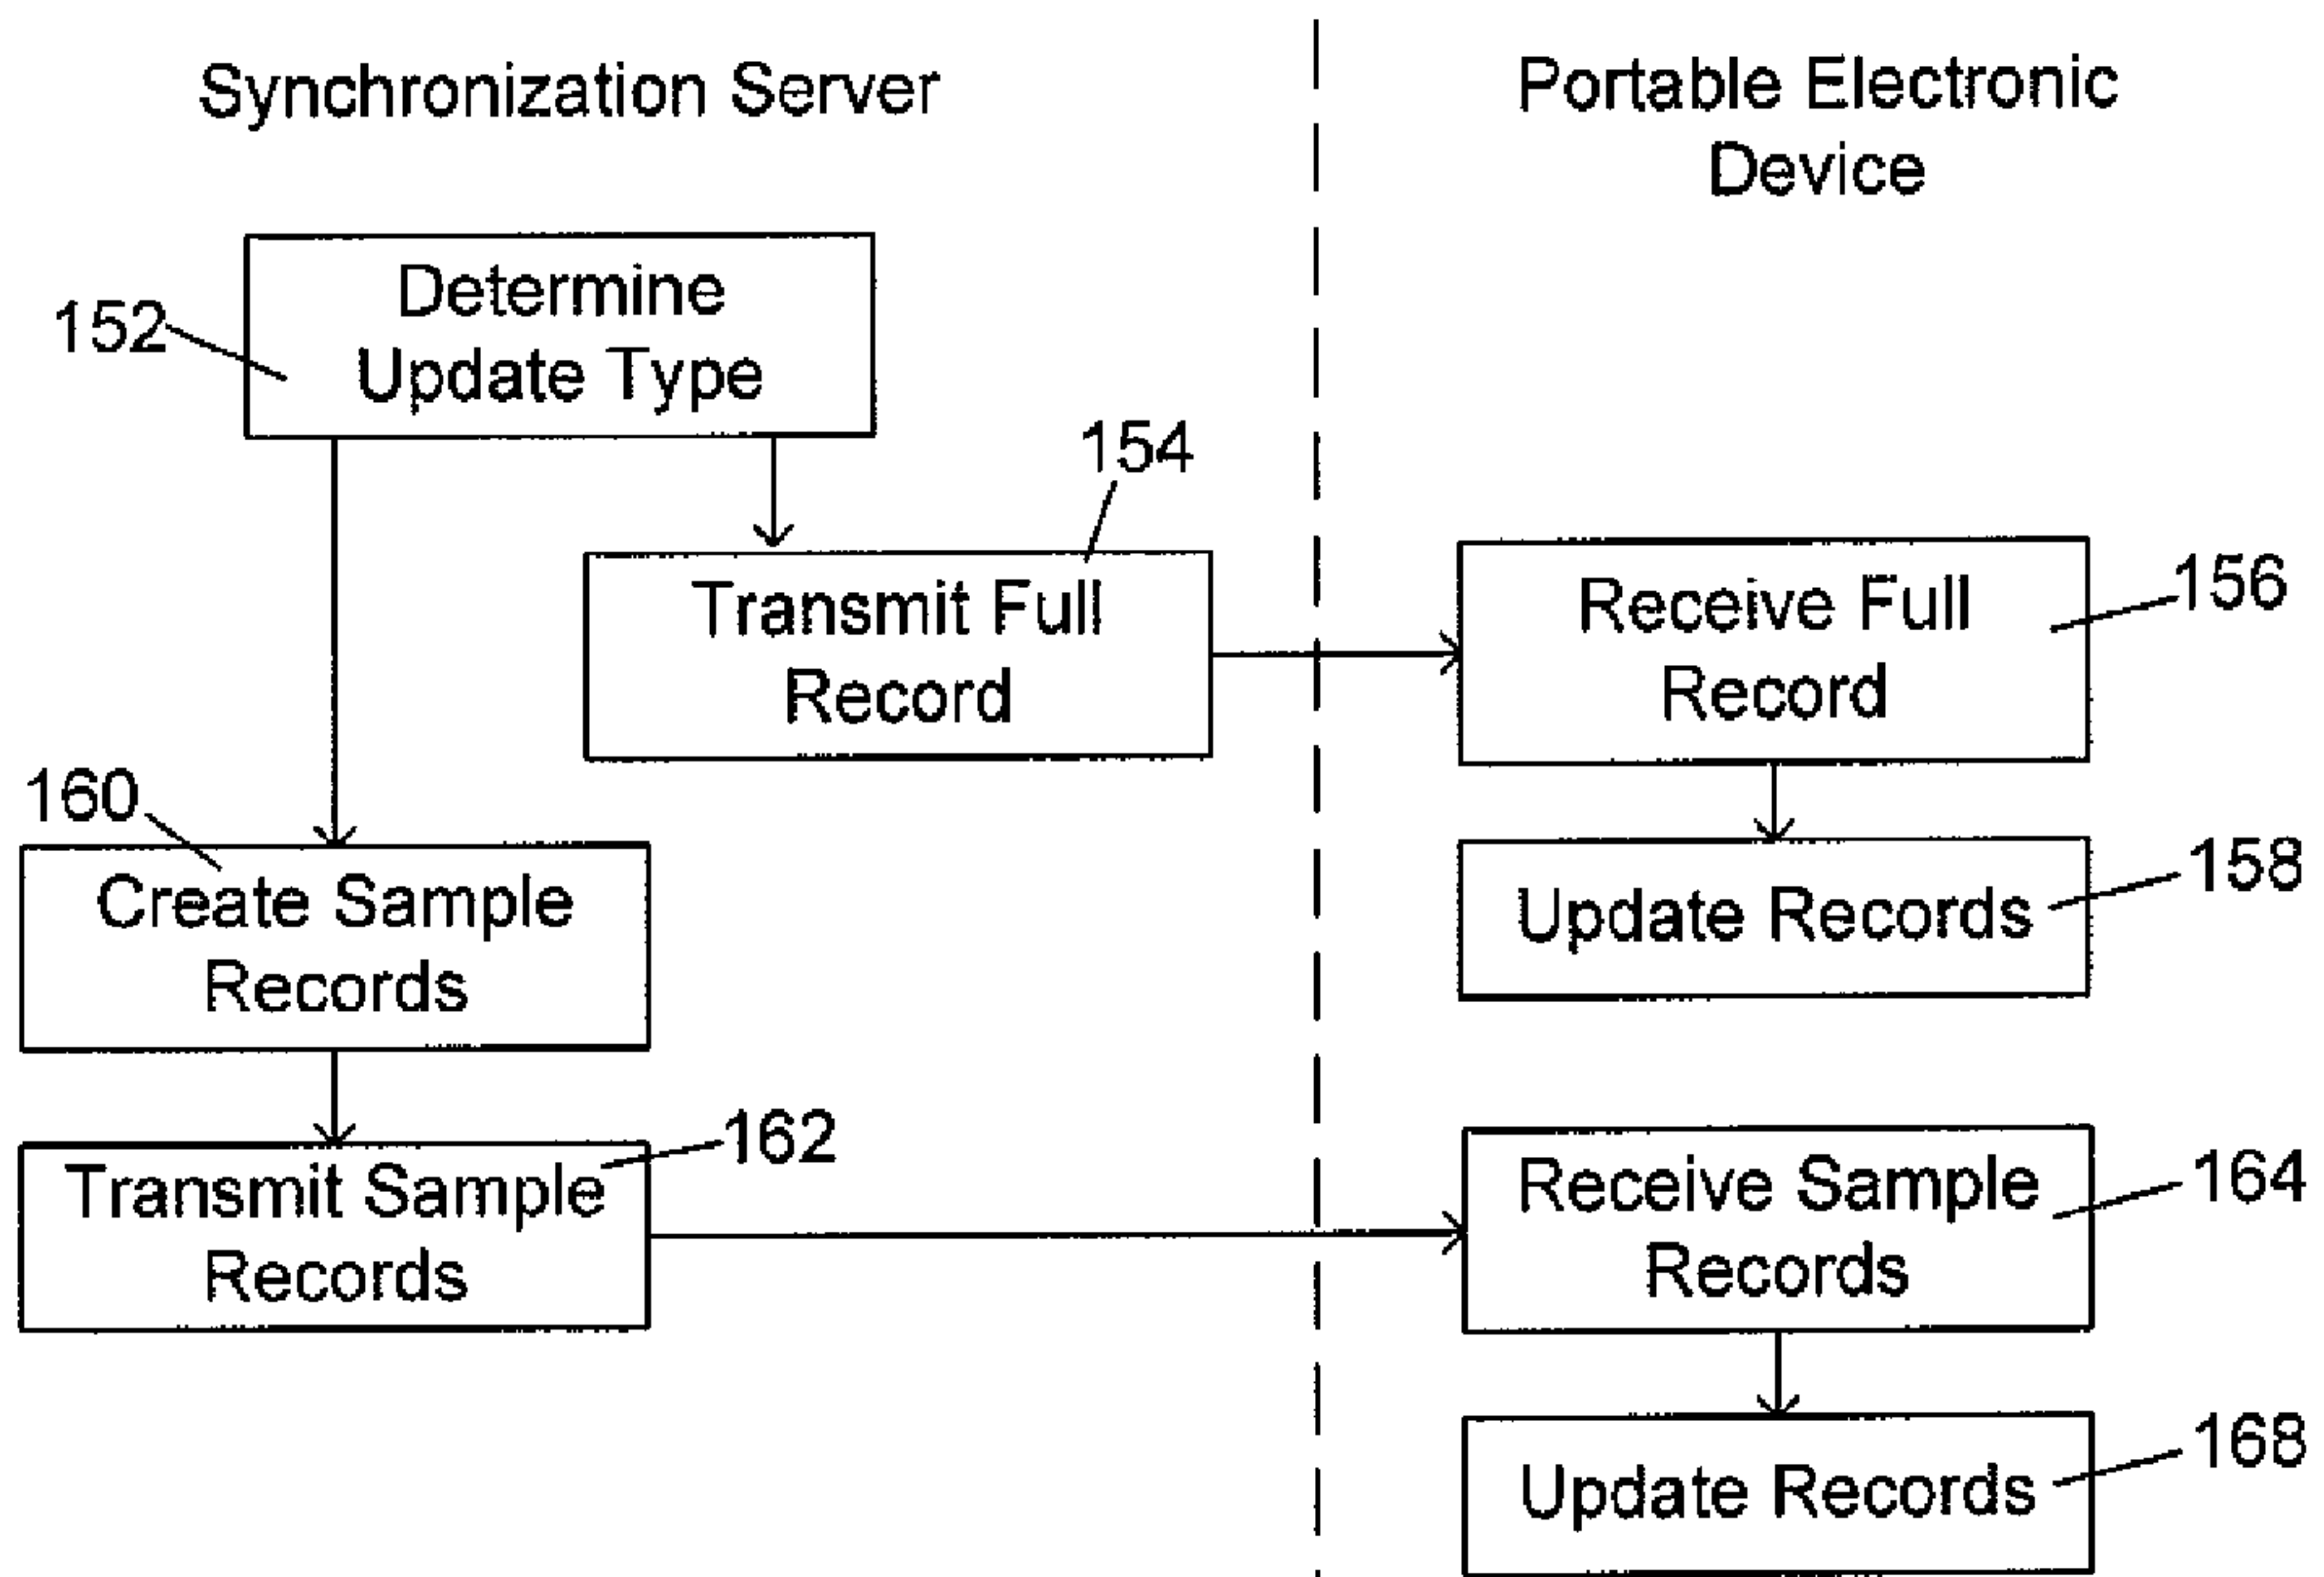 Synchronization Server
Portable Electronic
Device
Determine
Update Type
152
154
Transmit Full
Record
Receive Full
Record
156
160
Create Sample
Records
Update Records
158
Transmit Sample
Records
162
Receive Sample
Records
164
Update Records
168